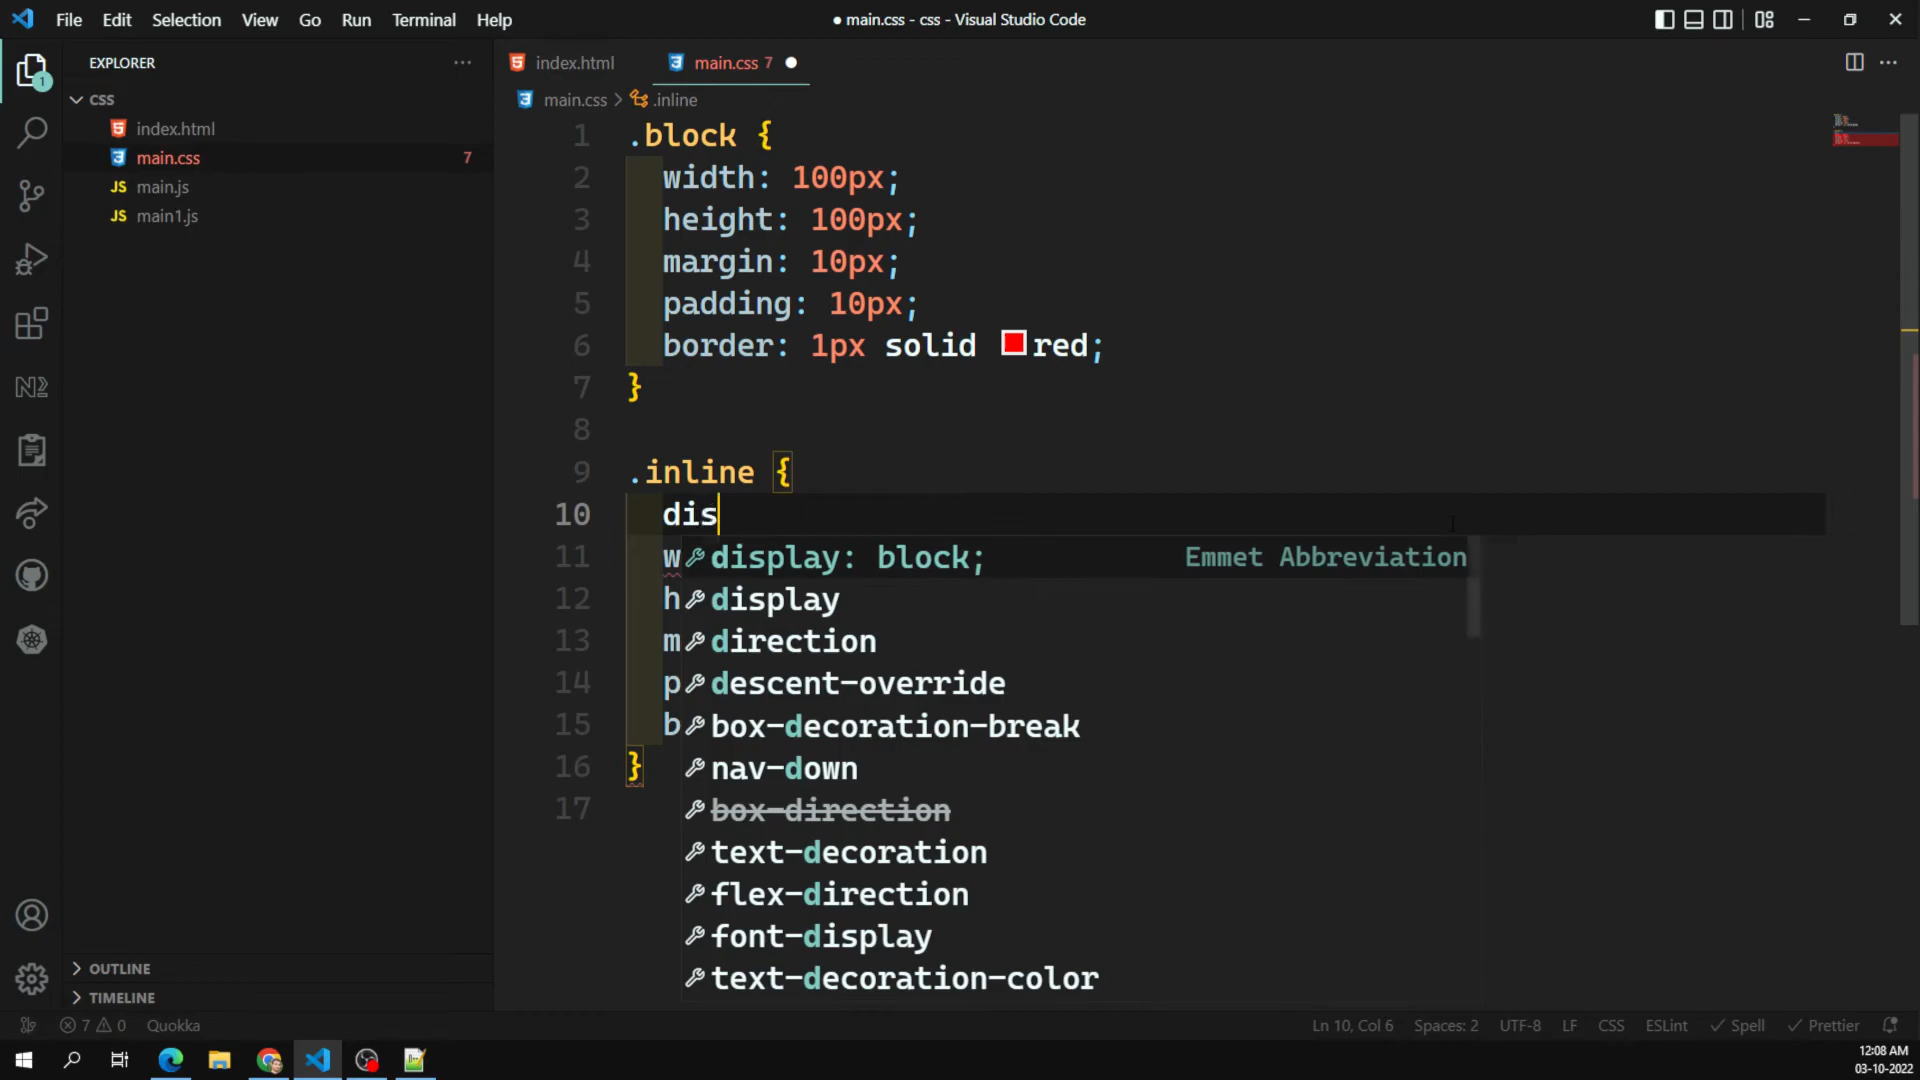 File Edit Selection View Go Run Terminal Help
● main.css - css - Visual Studio Code
EXPLORER
CSS
index.html
main.css 7
JS main.js
JS main1.js
OUTLINE
TIMELINE
index.html
main.css 7
main.css > .inline
1 .block {
2 width: 100px;
3 height: 100px;
4 margin: 10px;
5 padding: 10px;
6 border: 1px solid red;
7 }
8
9 .inline {
10 dis
11 w display: block; Emmet Abbreviation
12 h display
13 m direction
14 p descent-override
15 b box-decoration-break
16 } nav-down
17 box-direction
text-decoration
flex-direction
font-display
text-decoration-color
7 0 Quokka
Ln 10, Col 6 Spaces: 2 UTF-8 LF CSS ESLint Spell Prettier
12:08 AM
03-10-2022